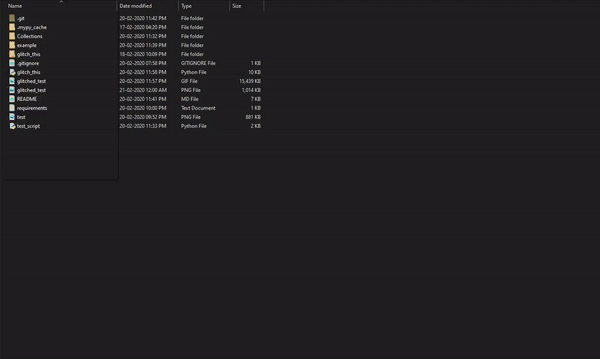 Name Date modified Type Size
.git 20-02-2020 11:42 PM File folder
.mypy_cache 17-02-2020 04:20 PM File folder
Collections 20-02-2020 11:32 PM File folder
example 20-02-2020 11:39 PM File folder
glitch_this 18-02-2020 10:09 PM File folder
.gitignore 20-02-2020 07:58 PM GITIGNORE File 1 KB
glitch_this 20-02-2020 11:58 PM Python File 10 KB
glitched_test 20-02-2020 11:57 PM GIF File 15,439 KB
glitched_test 21-02-2020 12:00 AM PNG File 1,014 KB
README 20-02-2020 11:41 PM MD File 7 KB
requirements 20-02-2020 10:00 PM Text Document 1 KB
test 20-02-2020 09:52 PM PNG File 881 KB
test_script 20-02-2020 11:33 PM Python File 2 KB